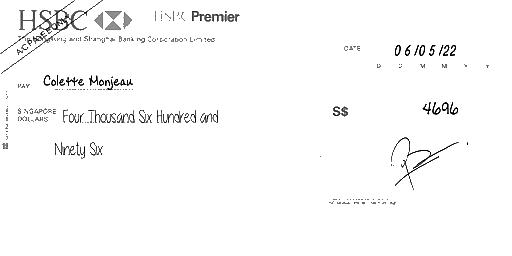 HSBC HSBC Premier
The Hongkong and Shanghai Banking Corporation Limited
A/C PAYEE ONLY
DATE 06/05/22
D D M M Y Y
PAY Colette Monjeau
SINGAPORE DOLLARS Four Thousand Six Hundred and
S$ 4696
Ninety Six